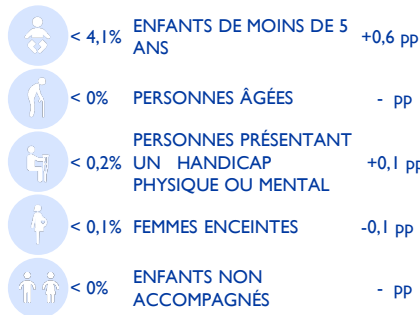 < 4,1% ENFANTS DE MOINS DE 5 +0,6 pp
ANS
< 0% PERSONNES ÂGÉES - pp
PERSONNES PRÉSENTANT
< 0,2% UN HANDICAP +0,1 pp
PHYSIQUE OU MENTAL
< 0,1% FEMMES ENCEINTES -0,1 pp
< 0% ENFANTS NON - pp
ACCOMPAGNÉS